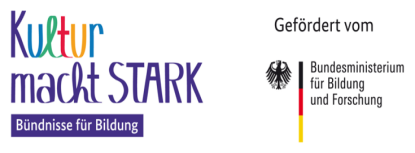 Kultur
macht STARK
Bündnisse für Bildung
Gefördert vom
Bundesministerium
für Bildung
und Forschung